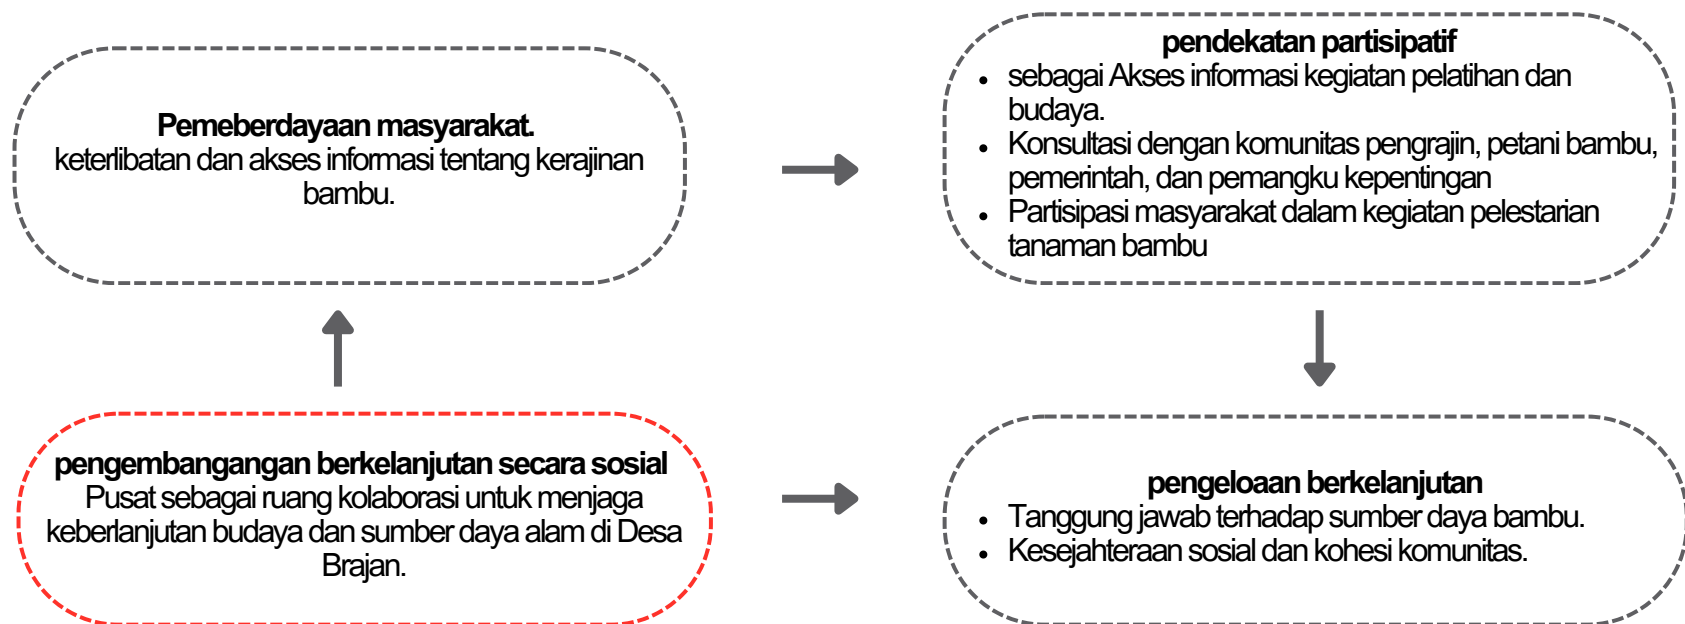 Pemeberdayaan masyarakat.
keterlibatan dan akses informasi tentang kerajinan
bambu.
pendekatan partisipatif
• sebagai Akses informasi kegiatan pelatihan dan
budaya.
• Konsultasi dengan komunitas pengrajin, petani bambu,
pemerintah, dan pemangku kepentingan
• Partisipasi masyarakat dalam kegiatan pelestarian
tanaman bambu
pengembangangan berkelanjutan secara sosial
Pusat sebagai ruang kolaborasi untuk menjaga
keberlanjutan budaya dan sumber daya alam di Desa
Brajan.
pengeloaan berkelanjutan
• Tanggung jawab terhadap sumber daya bambu.
• Kesejahteraan sosial dan kohesi komunitas.